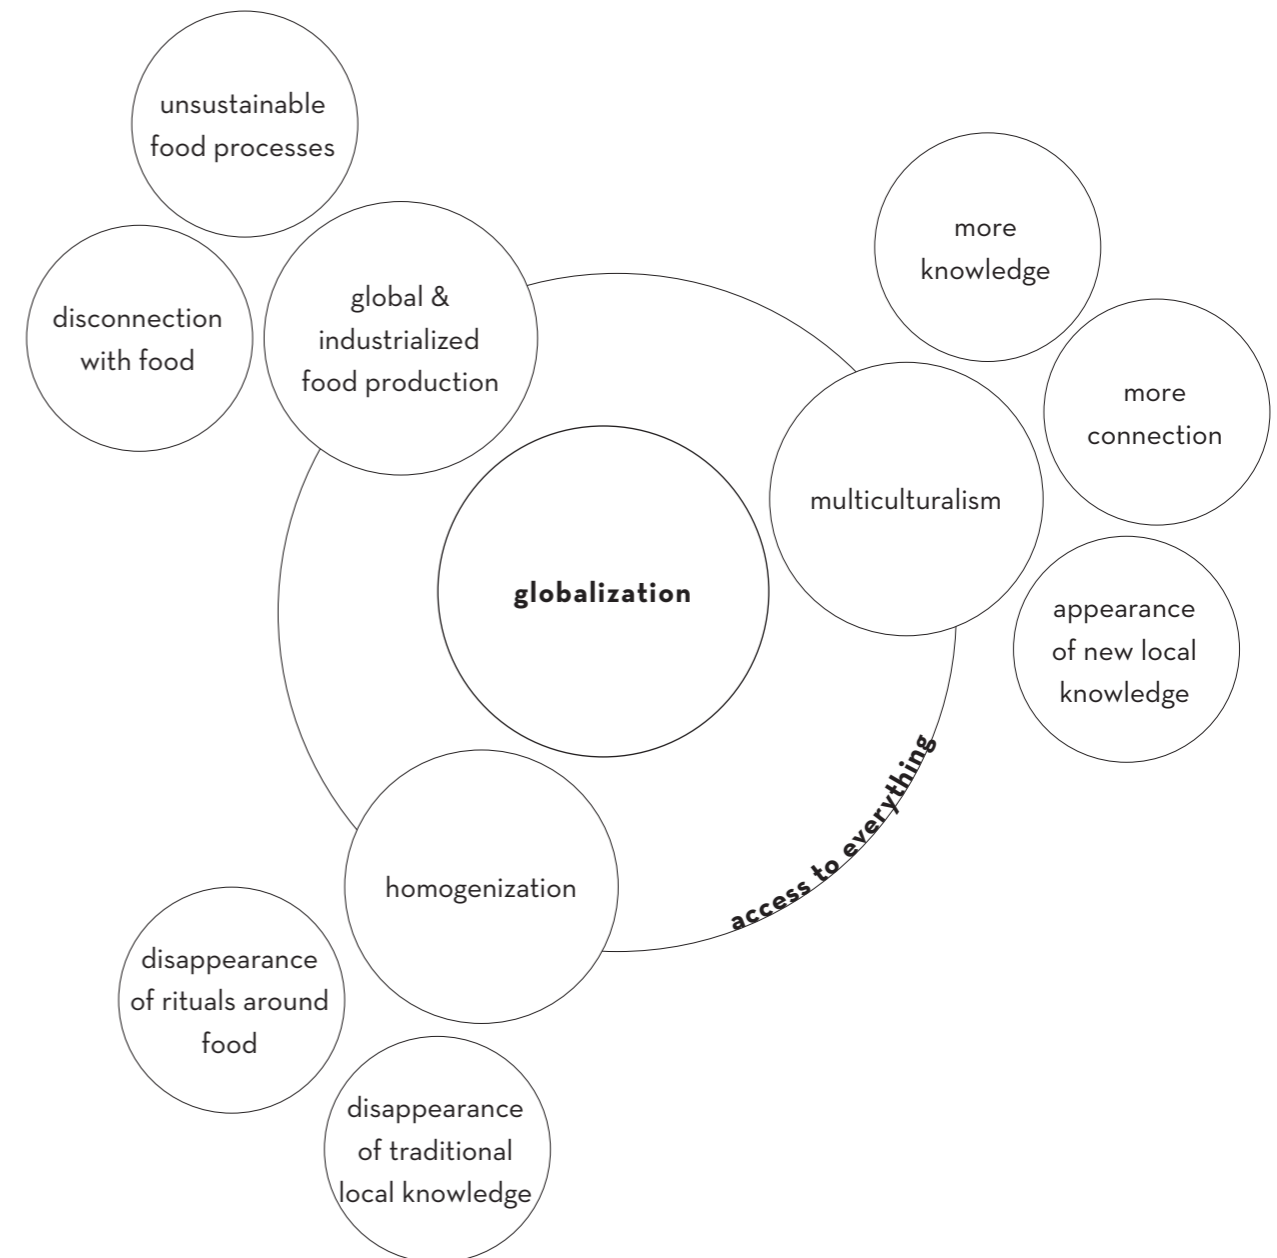 unsustainable
food processes
disconnection
with food
global &
industrialized
food production
more
knowledge
more
connection
multiculturalism
globalization
appearance
of new local
knowledge
access to everything
homogenization
disappearance
of rituals around
food
disappearance
of traditional
local knowledge